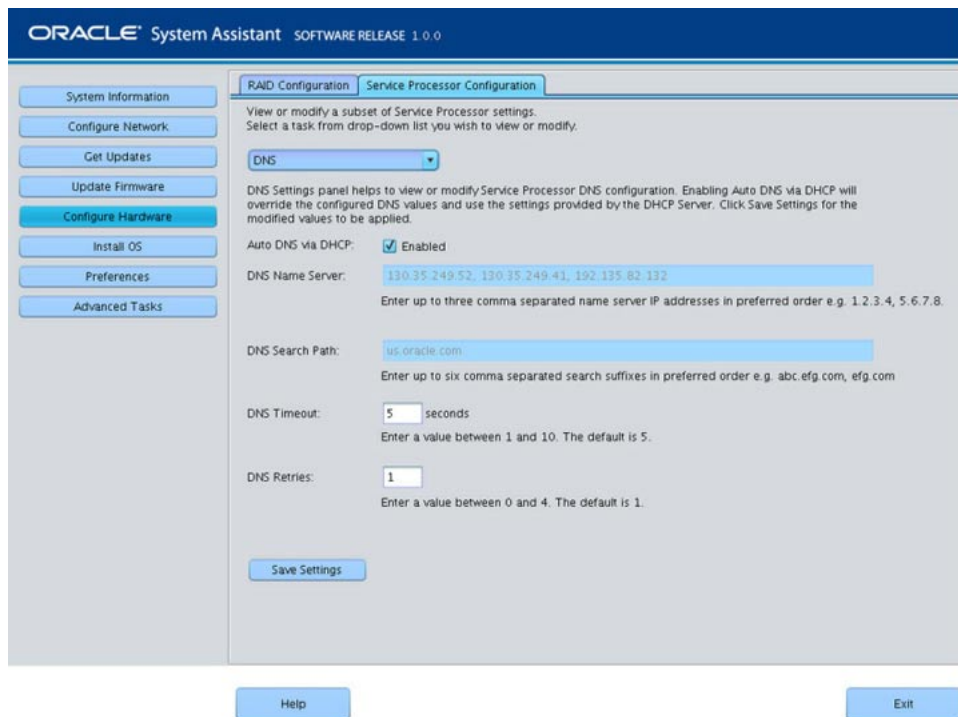 ORACLE® System Assistant SOFTWARE RELEASE 1.0.0
System Information
Configure Network
Get Updates
Update Firmware
Configure Hardware
Install OS
Preferences
Advanced Tasks
RAID Configuration
Service Processor Configuration
View or modify a subset of Service Processor settings.
Select a task from drop-down list you wish to view or modify.
DNS
DNS Settings panel helps to view or modify Service Processor DNS configuration. Enabling Auto DNS via DHCP will
override the configured DNS values and use the settings provided by the DHCP Server. Click Save Settings for the
modified values to be applied.
Auto DNS via DHCP: Enabled
DNS Name Server: 130.35.249.52, 130.35.249.41, 192.135.82.132
Enter up to three comma separated name server IP addresses in preferred order e.g. 1.2.3.4, 5.6.7.8.
DNS Search Path: us.oracle.com
Enter up to six comma separated search suffixes in preferred order e.g. abc.efg.com, efg.com
DNS Timeout: 5 seconds
Enter a value between 1 and 10. The default is 5.
DNS Retries: 1
Enter a value between 0 and 4. The default is 1.
Save Settings
Help
Exit